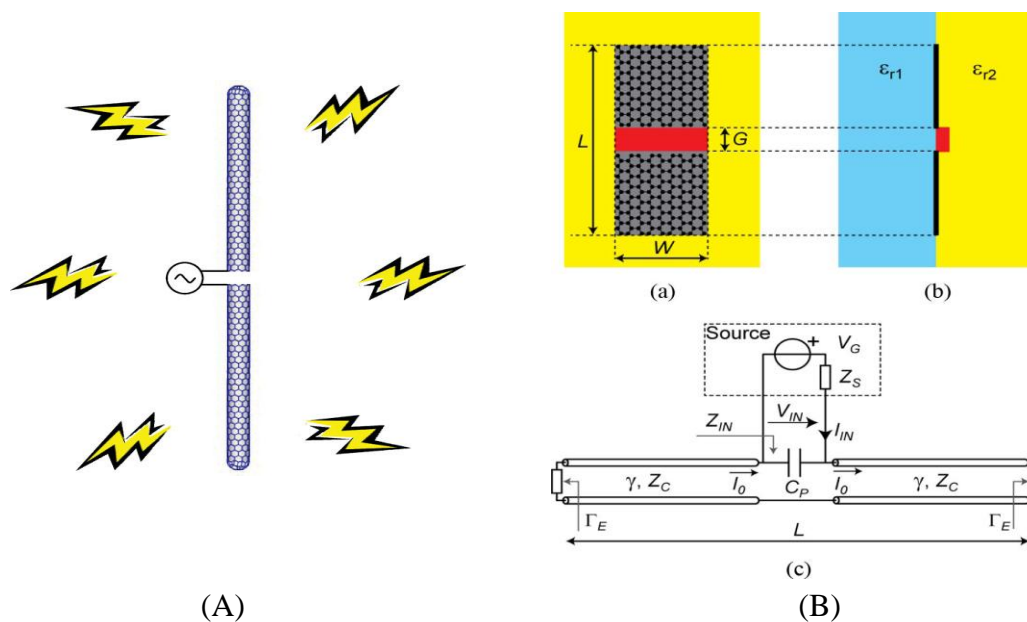 L
G
W
εr1
εr2
(a)
(b)
Source
+
VG
ZS
VIN
ZIN
IIN
γ, ZC
I0
CP
I0
γ, ZC
ΓE
ΓE
L
(c)
(A)
(B)